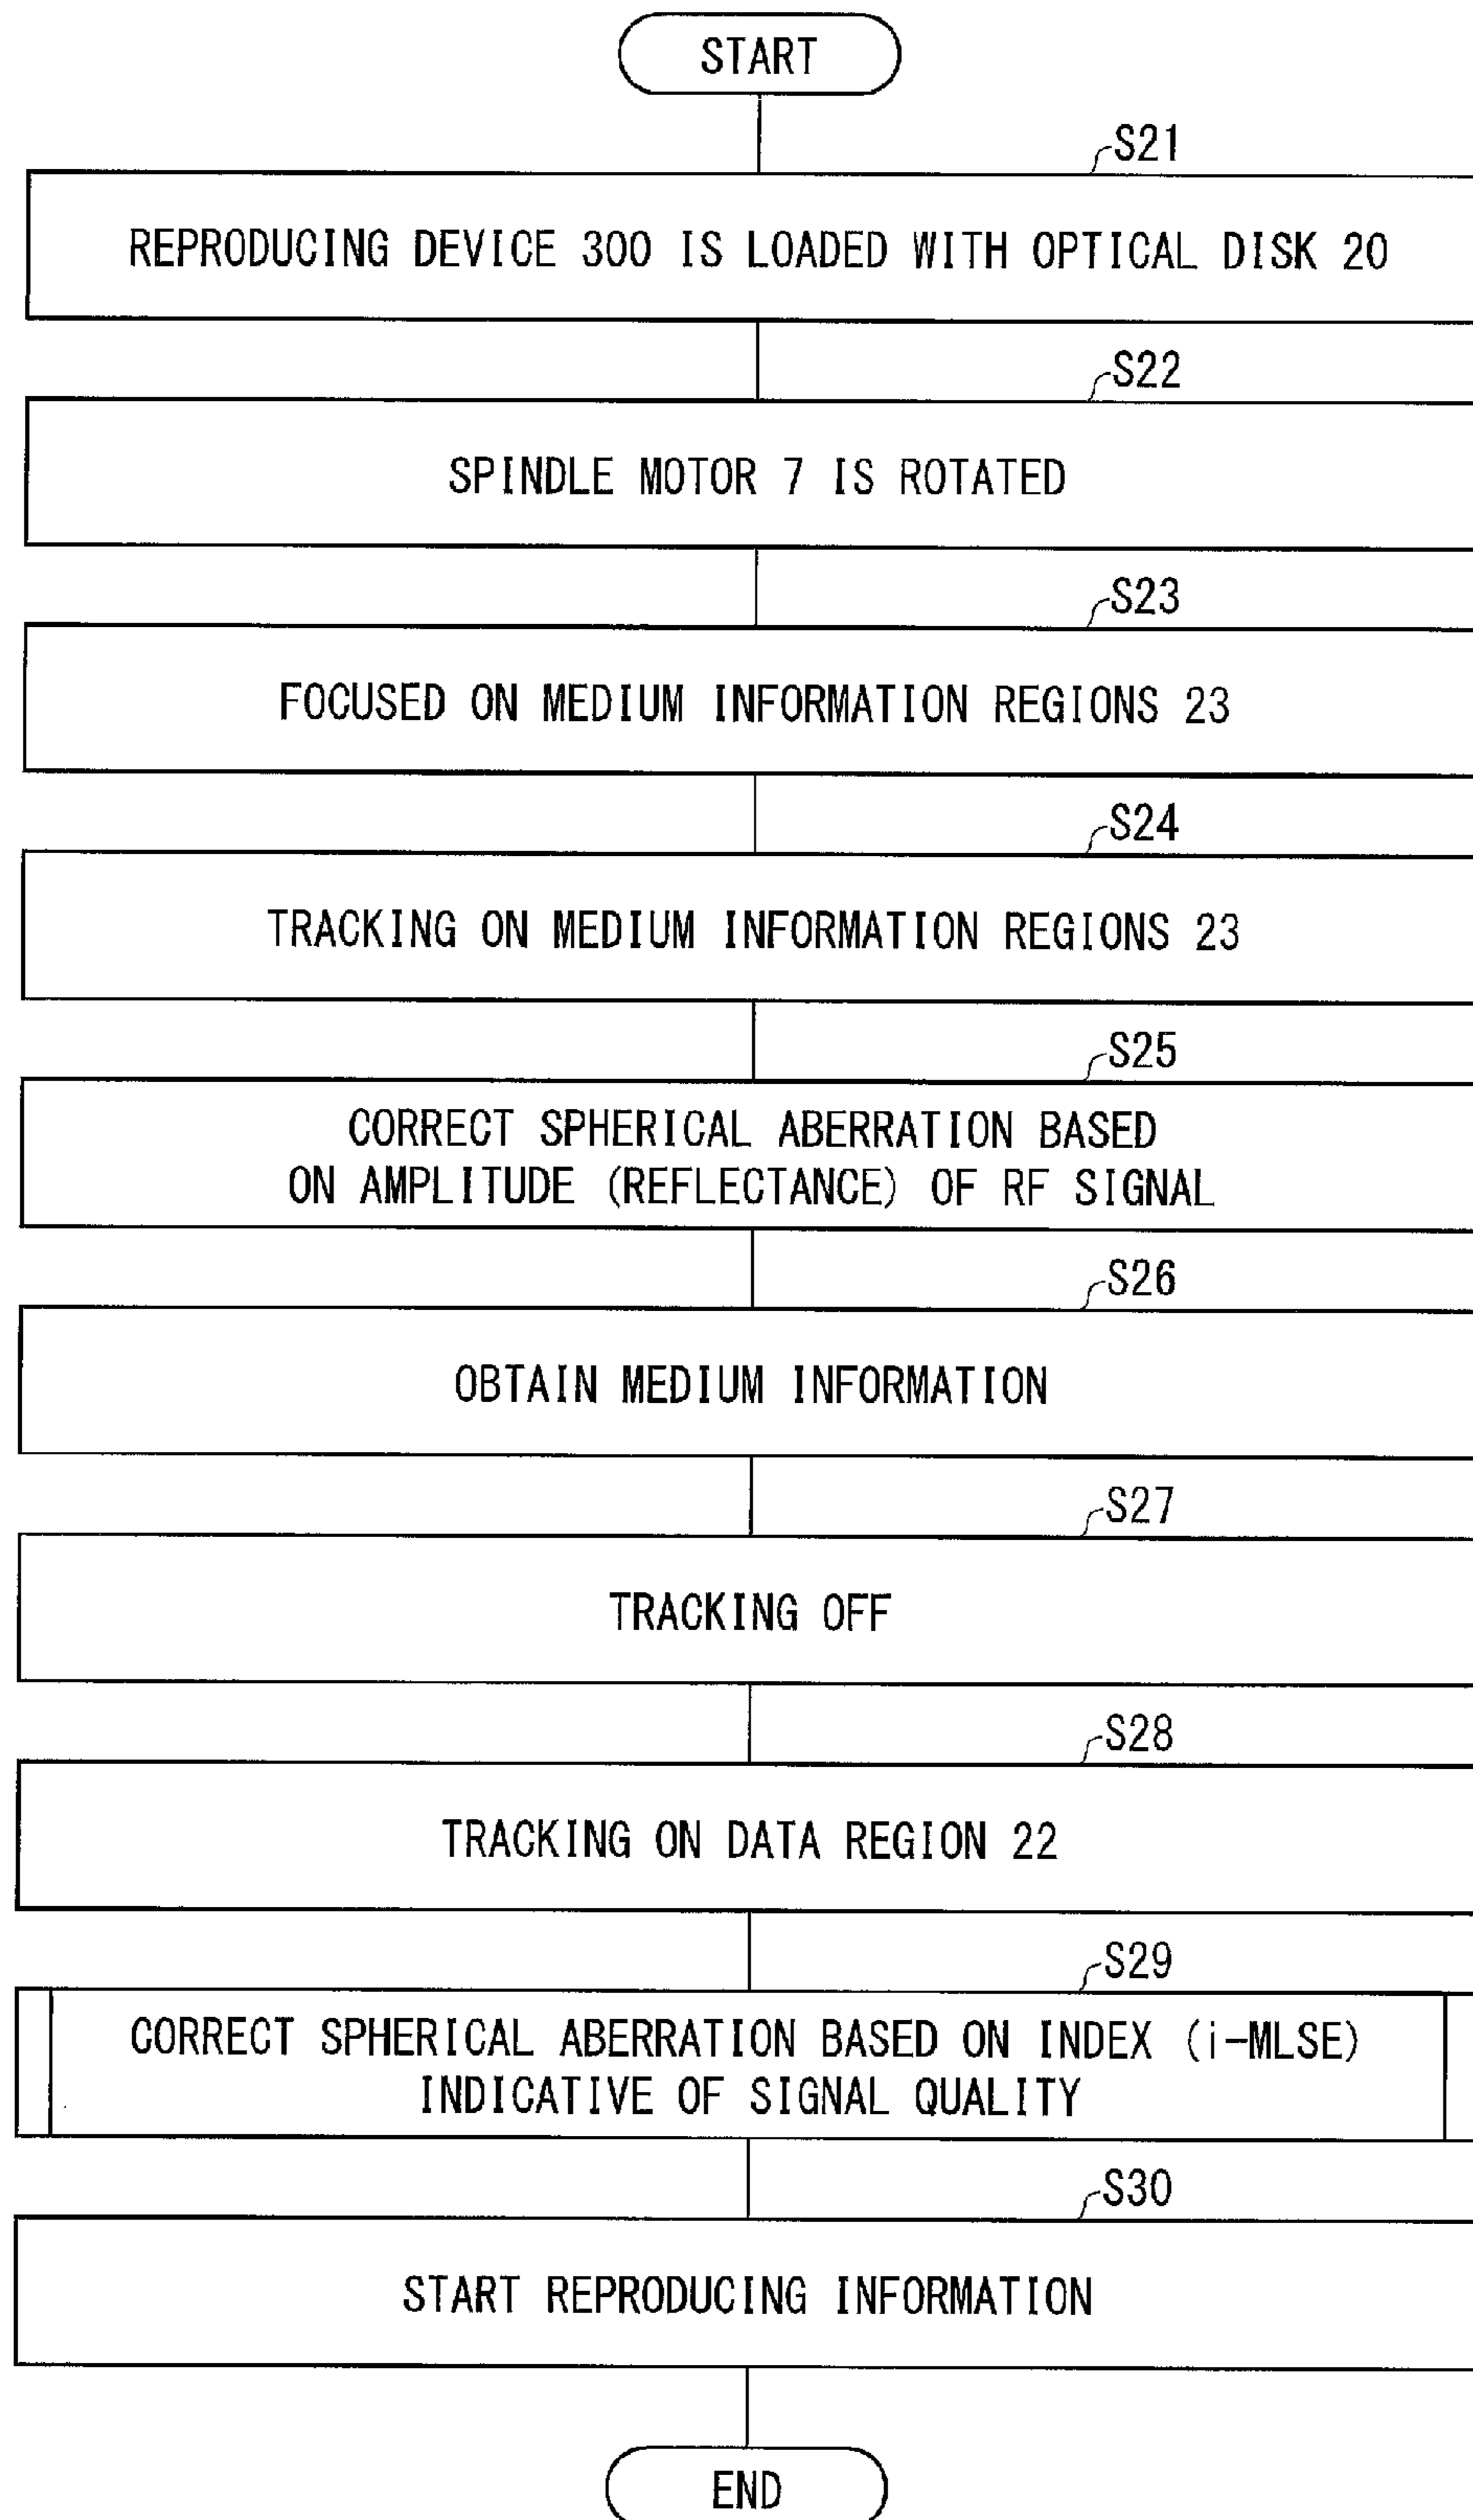 START
S21
REPRODUCING DEVICE 300 IS LOADED WITH OPTICAL DISK 20
S22
SPINDLE MOTOR 7 IS ROTATED
S23
FOCUSED ON MEDIUM INFORMATION REGIONS 23
S24
TRACKING ON MEDIUM INFORMATION REGIONS 23
S25
CORRECT SPHERICAL ABERRATION BASED
ON AMPLITUDE (REFLECTANCE) OF RF SIGNAL
S26
OBTAIN MEDIUM INFORMATION
S27
TRACKING OFF
S28
TRACKING ON DATA REGION 22
S29
CORRECT SPHERICAL ABERRATION BASED ON INDEX (i-MLSE)
INDICATIVE OF SIGNAL QUALITY
S30
START REPRODUCING INFORMATION
END